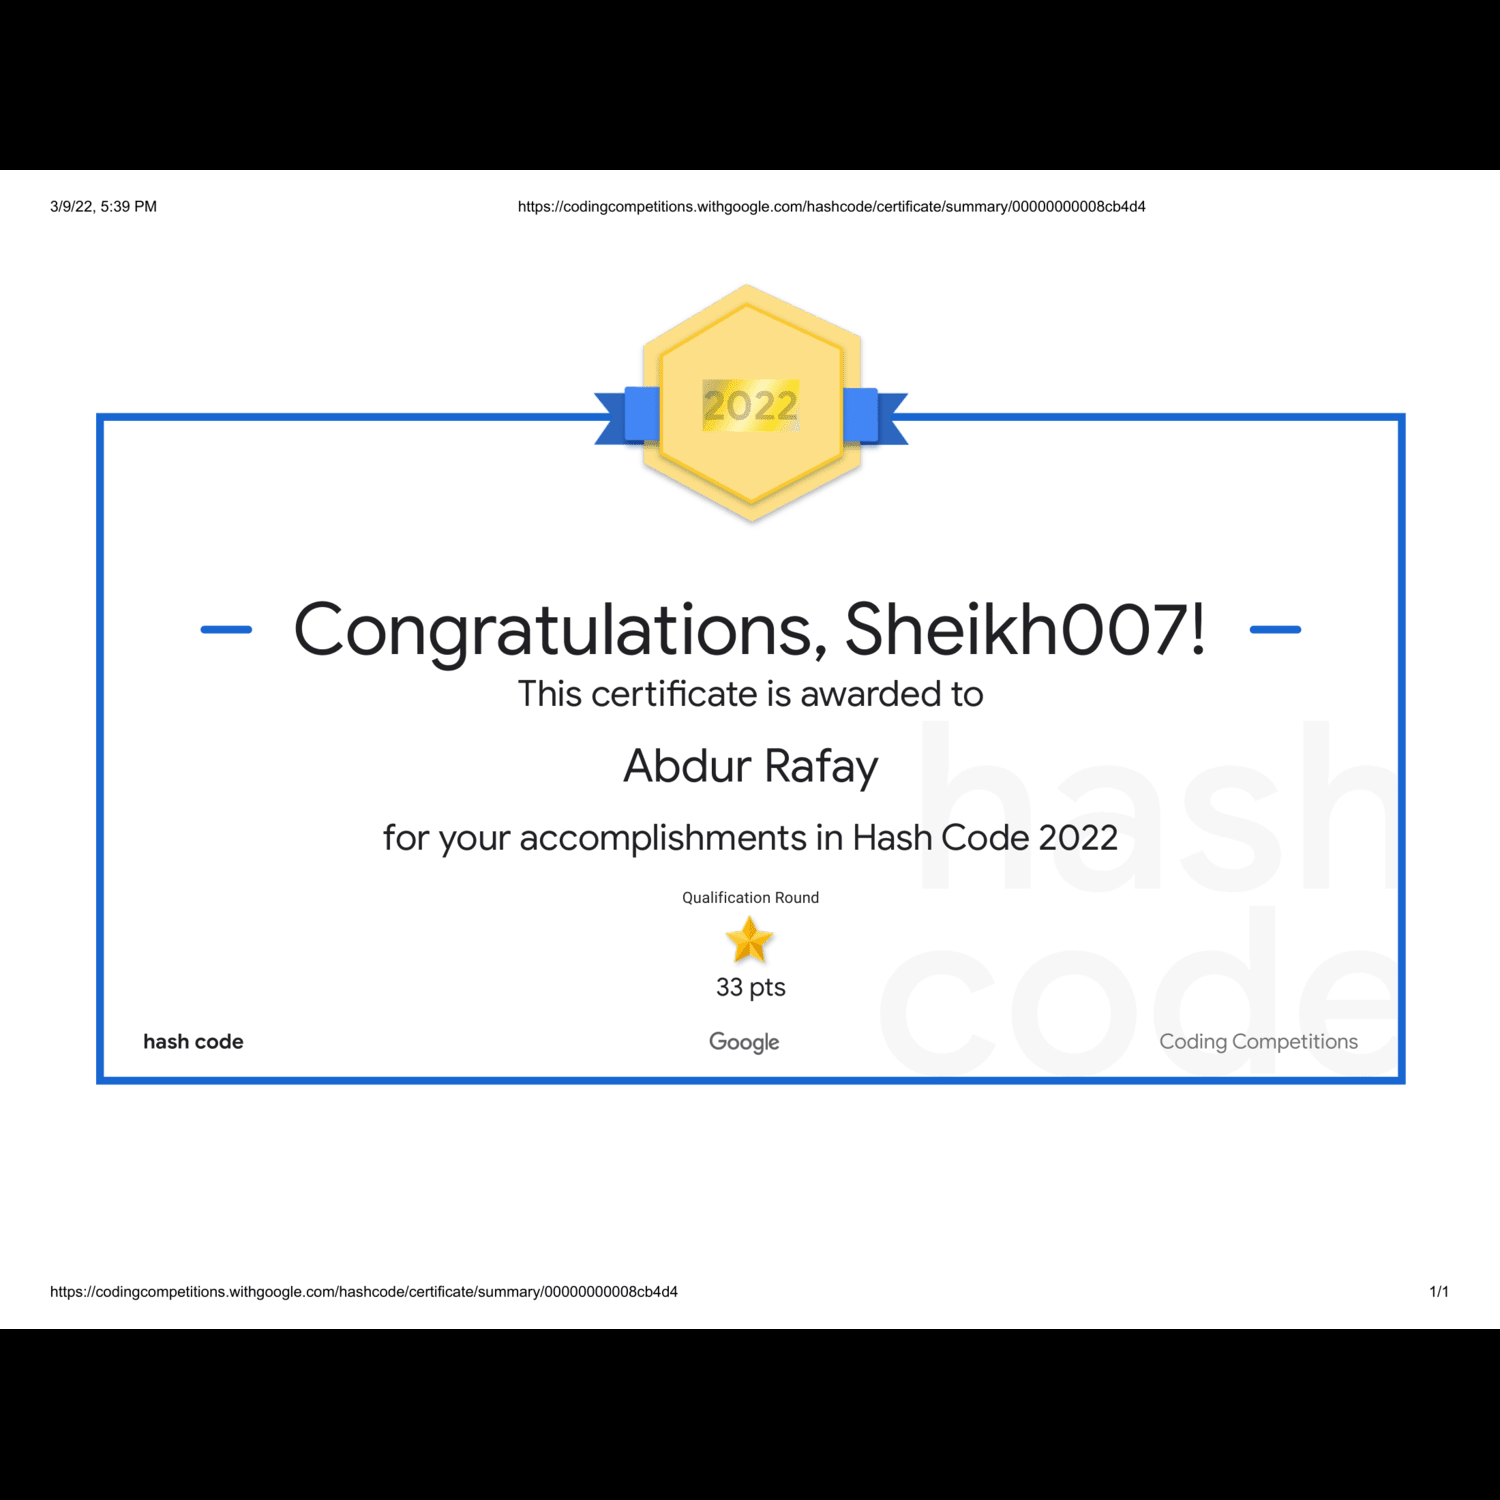 3/9/22, 5:39 PM
https://codingcompetitions.withgoogle.com/hashcode/certificate/summary/00000000008cb4d4
2022
Congratulations, Sheikh007!
This certificate is awarded to
Abdur Rafay
for your accomplishments in Hash Code 2022
hash
code
Qualification Round
33 pts
hash code
Google
Coding Competitions
https://codingcompetitions.withgoogle.com/hashcode/certificate/summary/00000000008cb4d4
1/1